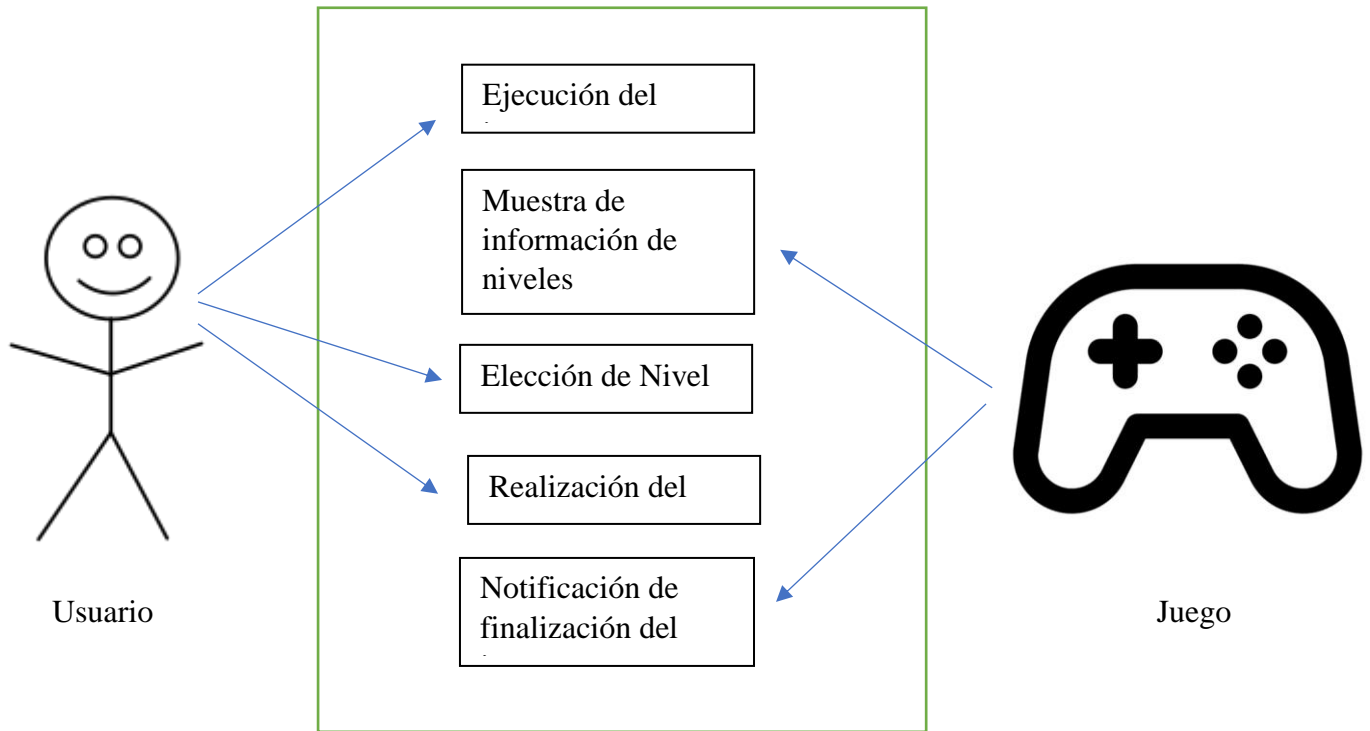 Ejecución del
Muestra de
información de
niveles
Elección de Nivel
Realización del
Notificación de
finalización del
Usuario
Juego